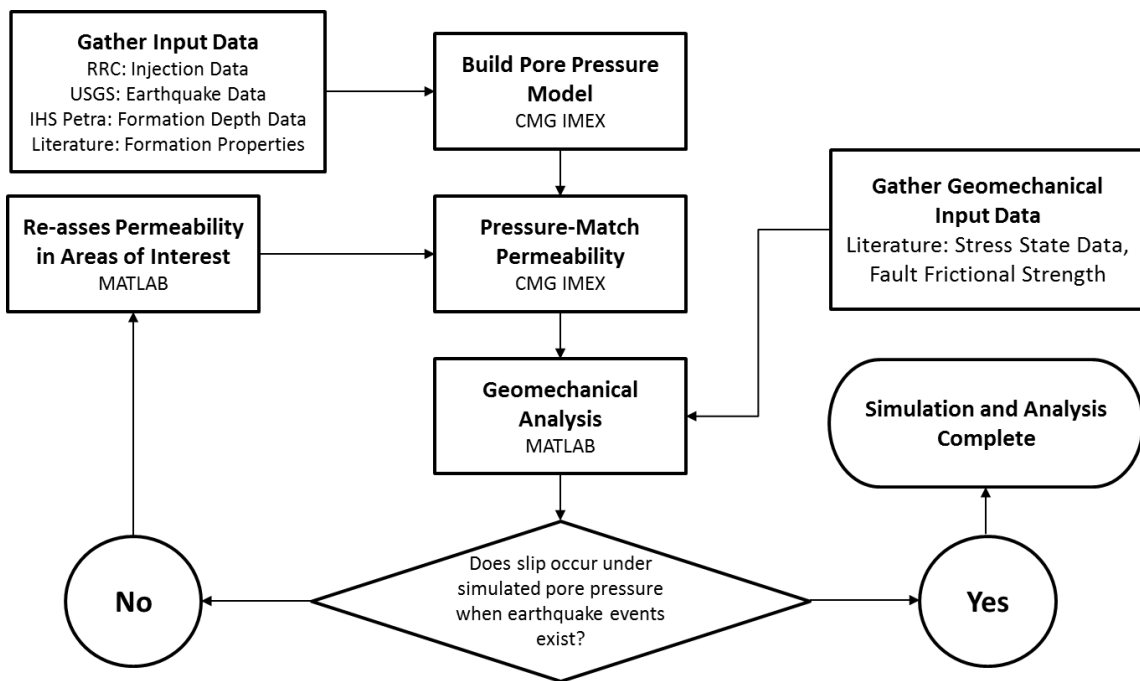 Gather Input Data
RRC: Injection Data
USGS: Earthquake Data
IHS Petra: Formation Depth Data
Literature: Formation Properties
Build Pore Pressure
Model
CMG IMEX
Re-asses Permeability
in Areas of Interest
MATLAB
Pressure-Match
Permeability
CMG IMEX
Gather Geomechanical
Input Data
Literature: Stress State Data,
Fault Frictional Strength
Geomechanical
Analysis
MATLAB
Simulation and Analysis
Complete
No
Does slip occur under
simulated pore pressure
when earthquake events
exist?
Yes